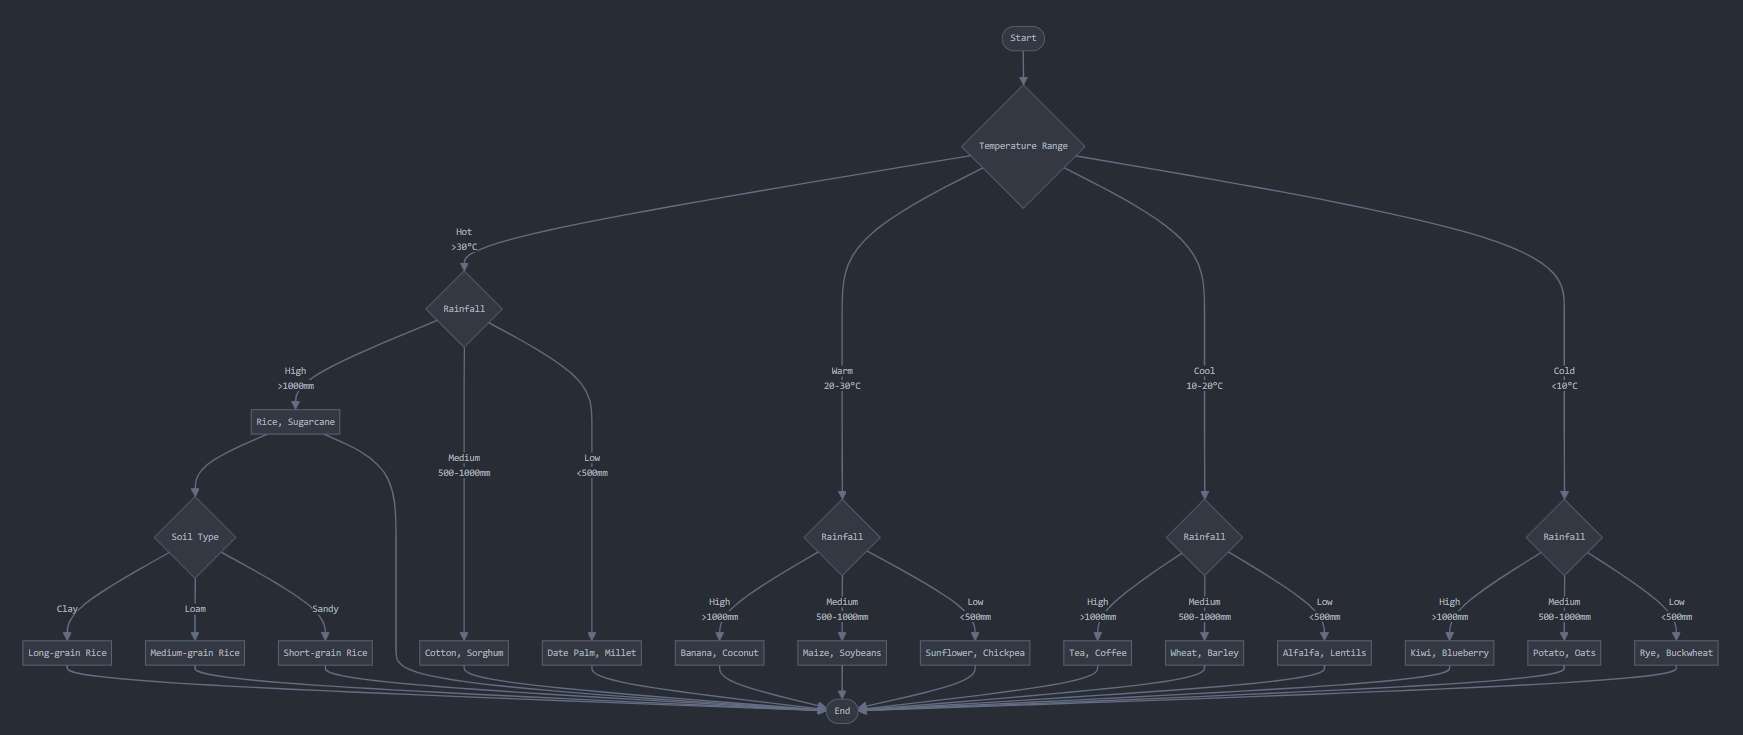 Start
Temperature Range
Hot
>30°C
Rainfall
High
>1000mm
Warm
20-30°C
Cool
10-20°C
Cold
<10°C
Rice, Sugarcane
Medium
500-1000mm
Low
<500mm
Soil Type
Rainfall
Rainfall
Rainfall
Clay
Loam
Sandy
High
>1000mm
Medium
500-1000mm
Low
<500mm
High
>1000mm
Medium
500-1000mm
Low
<500mm
High
>1000mm
Medium
500-1000mm
Low
<500mm
Long-grain Rice
Medium-grain Rice
Short-grain Rice
Cotton, Sorghum
Date Palm, Millet
Banana, Coconut
Maize, Soybeans
Sunflower, Chickpea
Tea, Coffee
Wheat, Barley
Alfalfa, Lentils
Kiwi, Blueberry
Potato, Oats
Rye, Buckwheat
End